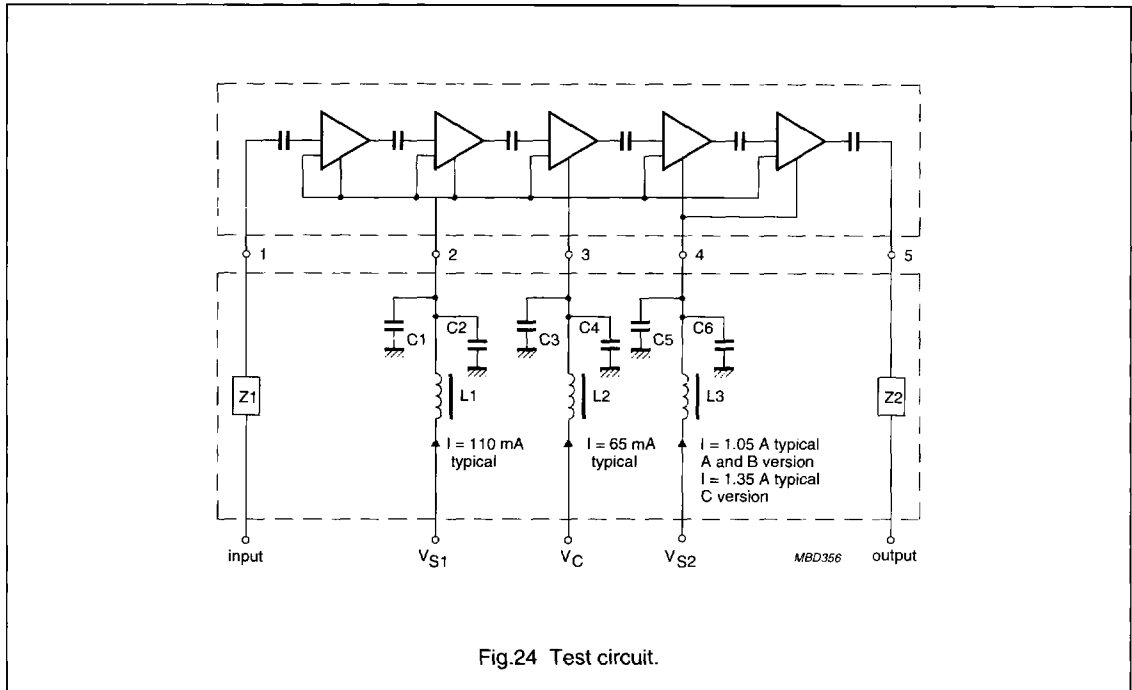 1
2
3
4
5
C1
C2
C3
C4
C5
C6
Z1
L1
L2
L3
Z2
I = 110 mA
typical
I = 65 mA
typical
I = 1.05 A typical
A and B version
I = 1.35 A typical
C version
input
VS1
VC
VS2
MBD356
output
Fig.24 Test circuit.